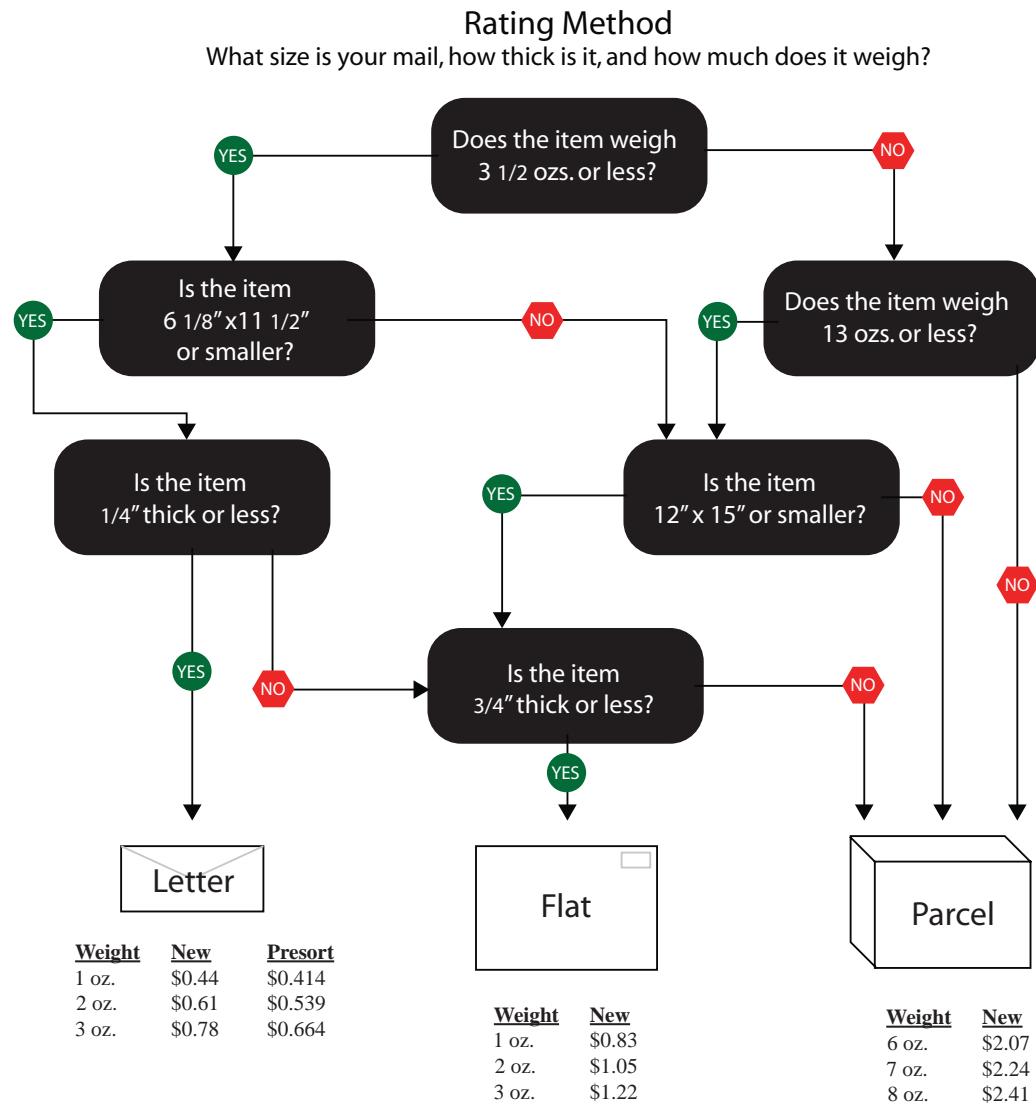 Rating Method
What size is your mail, how thick is it, and how much does it weigh?
Does the item weigh
3 1/2 ozs. or less?
YES
NO
Is the item
6 1/8” x11 1/2”
or smaller?
YES
NO
Does the item weigh
13 ozs. or less?
YES
NO
Is the item
1/4” thick or less?
YES
NO
Is the item
12” x 15” or smaller?
YES
NO
Is the item
3/4” thick or less?
YES
NO
Letter
Weight New Presort
1 oz. $0.44 $0.414
2 oz. $0.61 $0.539
3 oz. $0.78 $0.664
Flat
Weight New
1 oz. $0.83
2 oz. $1.05
3 oz. $1.22
Parcel
Weight New
6 oz. $2.07
7 oz. $2.24
8 oz. $2.41